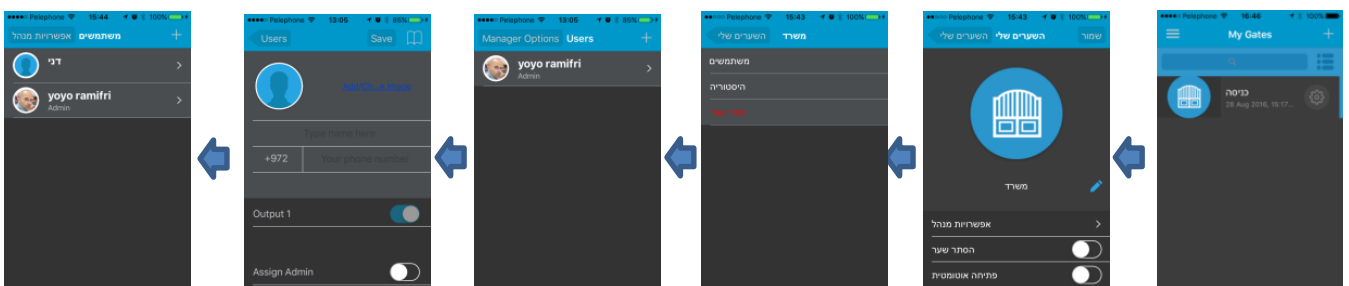 Pelephone 16:46 100%
My Gates
כניסה
28 Aug 2016, 15:17...
Pelephone 15:43 100%
השערים שלי השערים שלי שמור
משרד
אפשרויות מנהל
הסתר שער
פתיחה אוטומטית
Pelephone 15:43 100%
השערים שלי משרד
משתמשים
היסטוריה
Pelephone 13:06 86%
Manager Options Users
yoyo ramifri
Admin
Pelephone 13:06 86%
Users Save
Type name here
+972 Your phone number
Output 1
Assign Admin
Pelephone 15:44 100%
אפשרויות מנהל משתמשים
דני
yoyo ramifri
Admin